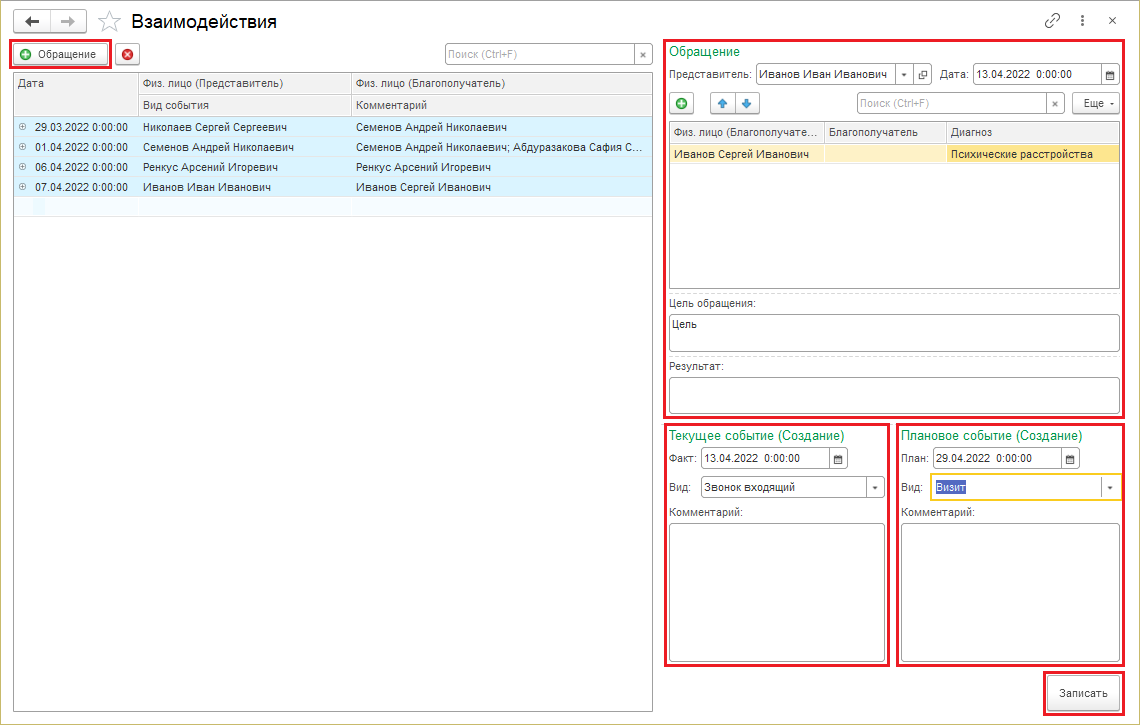 Взаимодействия
Обращение
Поиск (Ctrl+F)
Дата Физ. лицо (Представитель) Физ. лицо (Благополучатель)
Вид события Комментарий
29.03.2022 0:00:00 Николаев Сергей Сергеевич Семенов Андрей Николаевич
01.04.2022 0:00:00 Семенов Андрей Николаевич Семенов Андрей Николаевич; Абдуразакова Сафия С...
06.04.2022 0:00:00 Ренкус Арсений Игоревич Ренкус Арсений Игоревич
07.04.2022 0:00:00 Иванов Иван Иванович Иванов Сергей Иванович
Обращение
Представитель: Иванов Иван Иванович Дата: 13.04.2022 0:00:00
Поиск (Ctrl+F) Еще
Физ. лицо (Благополучате... Благополучатель Диагноз
Иванов Сергей Иванович Психические расстройства
Цель обращения:
Цель
Результат:
Текущее событие (Создание)
Факт: 13.04.2022 0:00:00
Вид: Звонок входящий
Комментарий:
Плановое событие (Создание)
План: 29.04.2022 0:00:00
Вид: Визит
Комментарий:
Записать